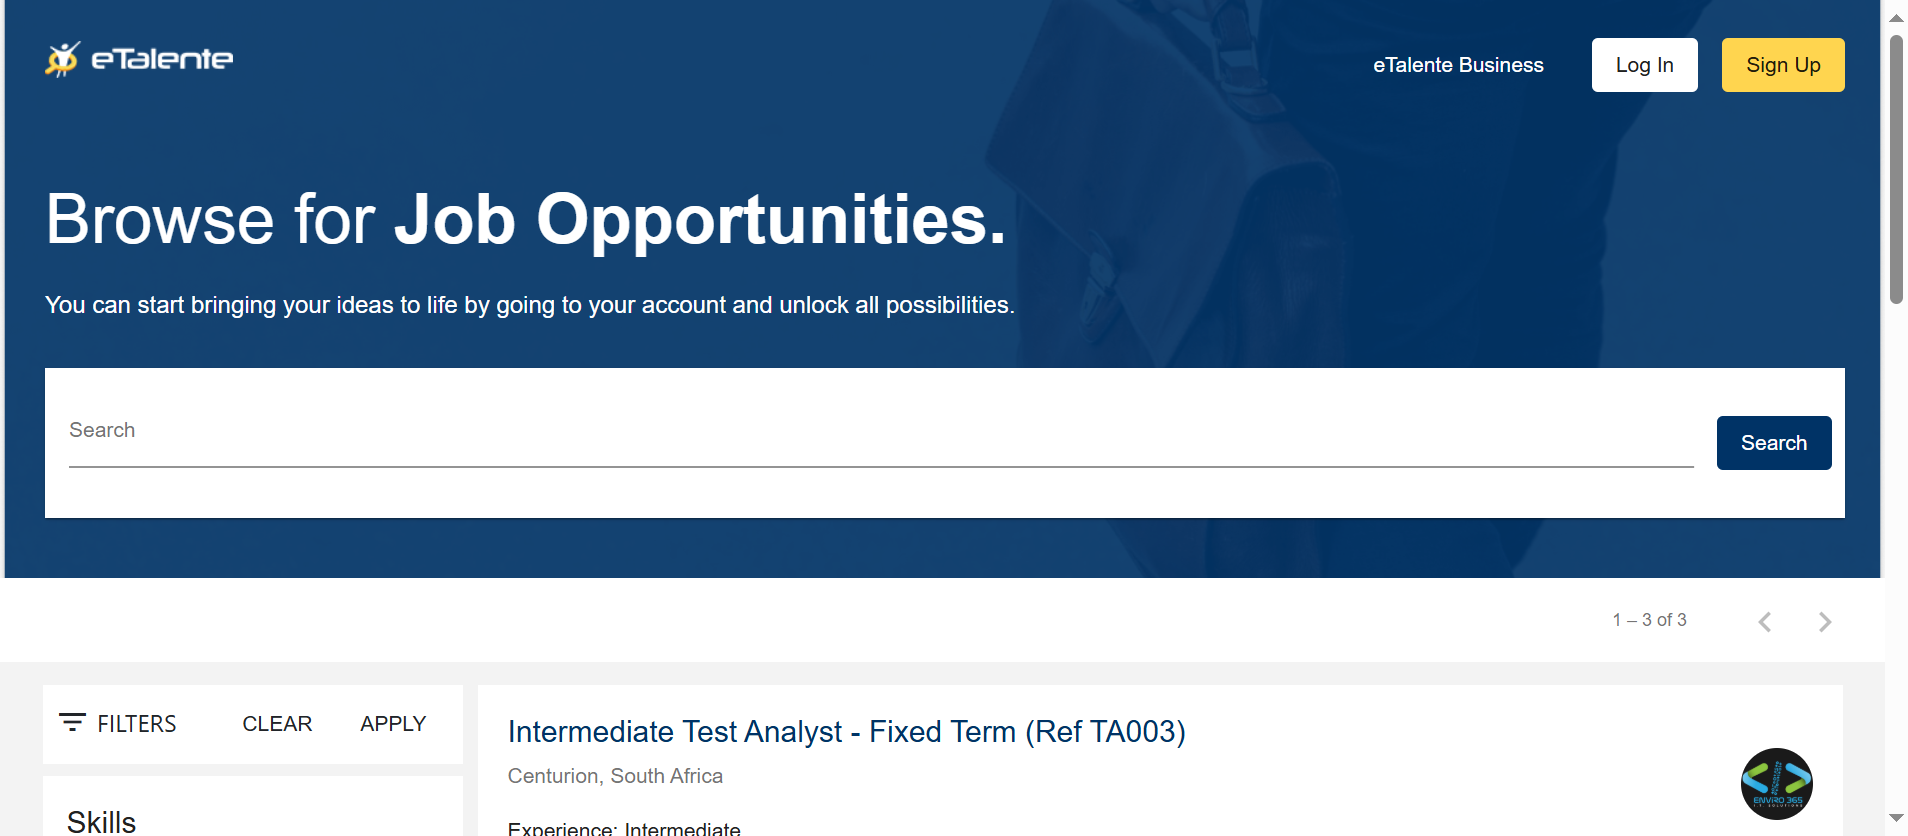 eTalente
eTalente Business
Log In
Sign Up
Browse for Job Opportunities.
You can start bringing your ideas to life by going to your account and unlock all possibilities.
Search
Search
1 – 3 of 3
FILTERS
CLEAR
APPLY
Intermediate Test Analyst - Fixed Term (Ref TA003)
Centurion, South Africa
ENVIRO 365
I.T. SOLUTIONS
Skills
Experience: Intermediate